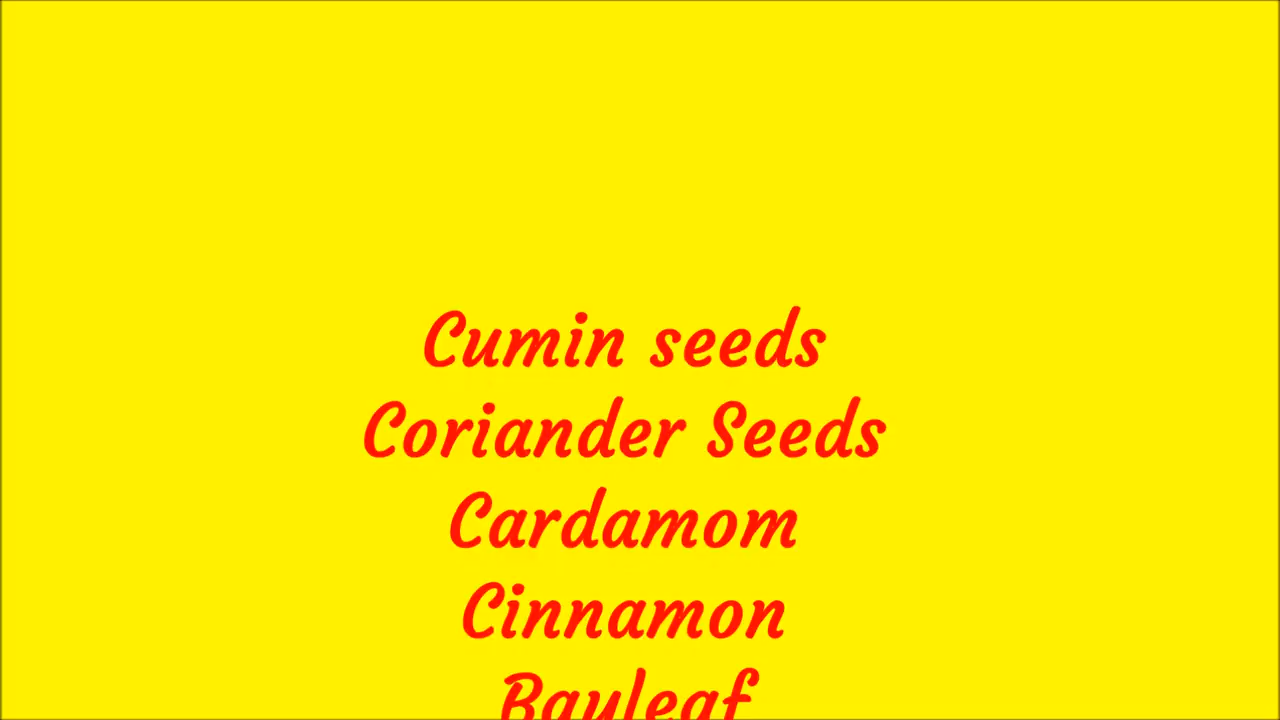 Cumin seeds
Coriander Seeds
Cardamom
Cinnamon
Bayleaf